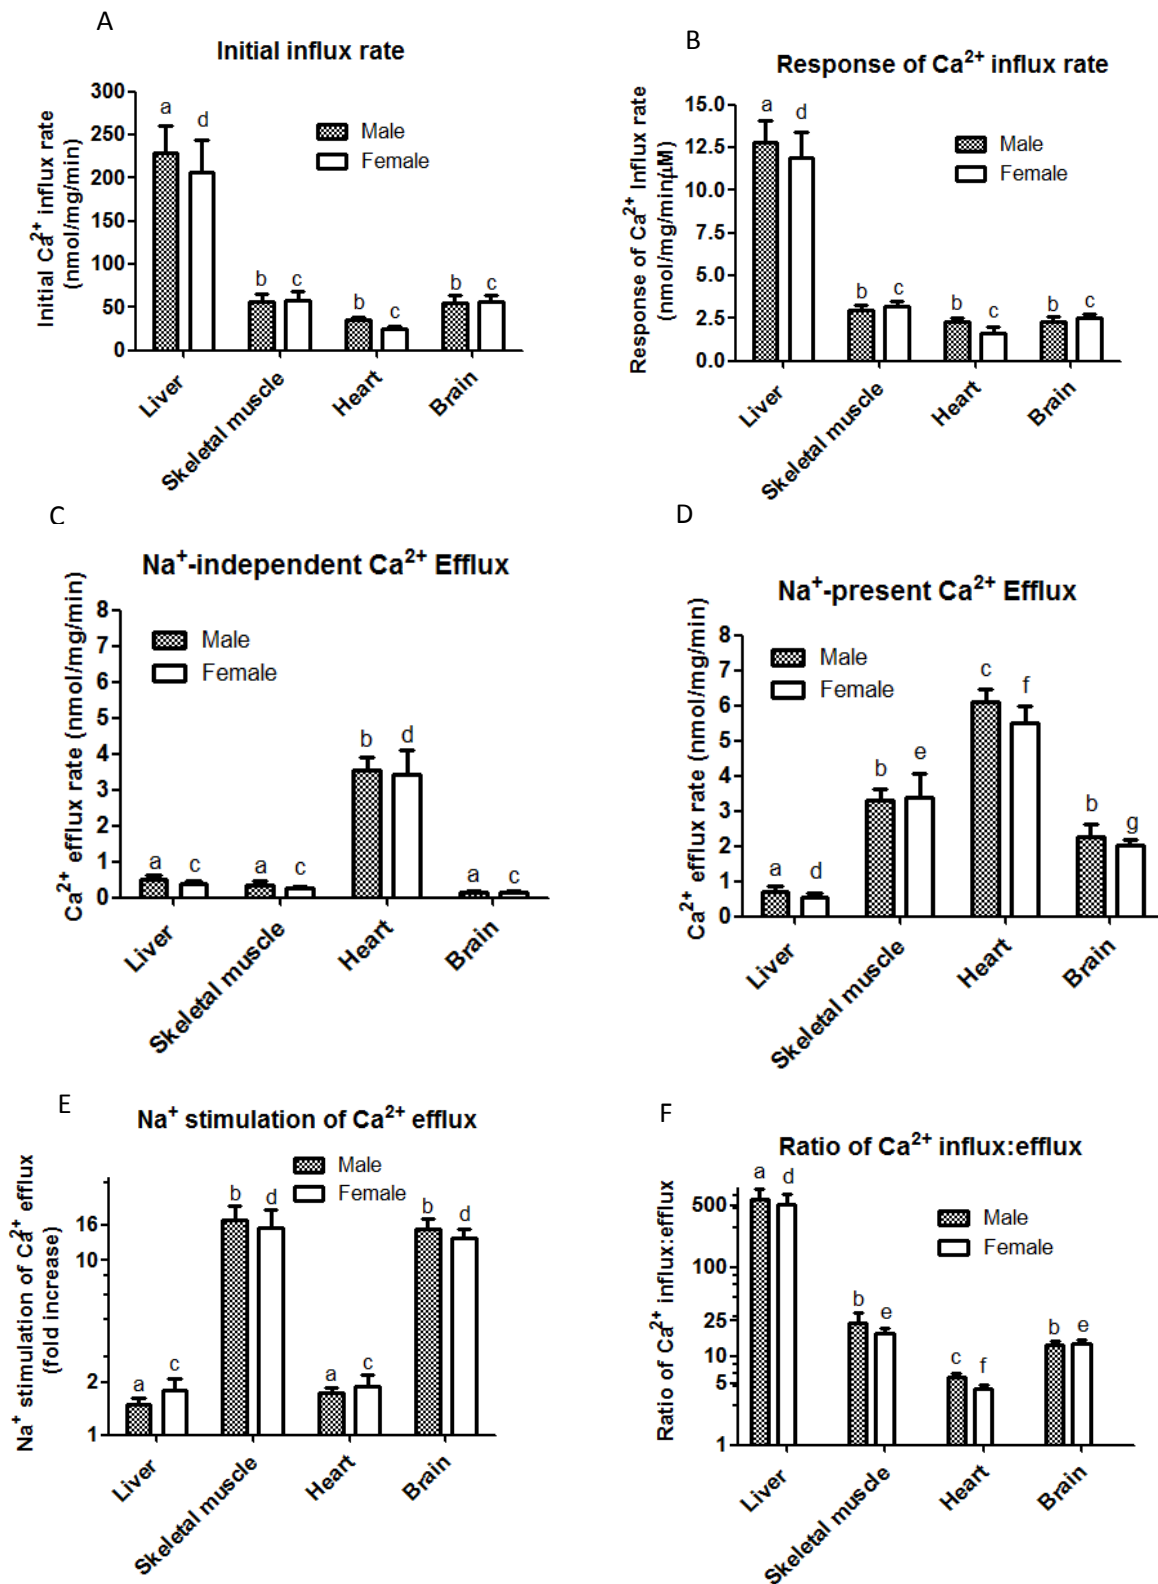 A
Initial influx rate
Initial Ca2+ influx rate
(nmol/mg/min)
300
250
200
150
100
50
0
a
d
b
c
b
c
b
c
Male
Female
Liver
Skeletal muscle
Heart
Brain
B
Response of Ca2+ influx rate
Response of Ca2+ Influx rate
(nmol/mg/min/µM)
15.0
12.5
10.0
7.5
5.0
2.5
0.0
a
d
b
c
b
c
b
c
Male
Female
Liver
Skeletal muscle
Heart
Brain
C
Na+-independent Ca2+ Efflux
Ca2+ efflux rate (nmol/mg/min)
8
7
6
5
4
3
2
1
0
Male
Female
a
c
a
c
b
d
a
c
Liver
Skeletal muscle
Heart
Brain
D
Na+-present Ca2+ Efflux
Ca2+ efflux rate (nmol/mg/min)
8
7
6
5
4
3
2
1
0
Male
Female
a
d
b
e
c
f
b
g
Liver
Skeletal muscle
Heart
Brain
E
Na+ stimulation of Ca2+ efflux
Na+ stimulation of Ca2+ efflux
(fold increase)
16
10
2
1
Male
Female
a
c
b
d
a
c
b
d
Liver
Skeletal muscle
Heart
Brain
F
Ratio of Ca2+ influx:efflux
Ratio of Ca2+ influx:efflux
500
100
25
10
5
1
a
d
b
e
c
f
b
e
Male
Female
Liver
Skeletal muscle
Heart
Brain